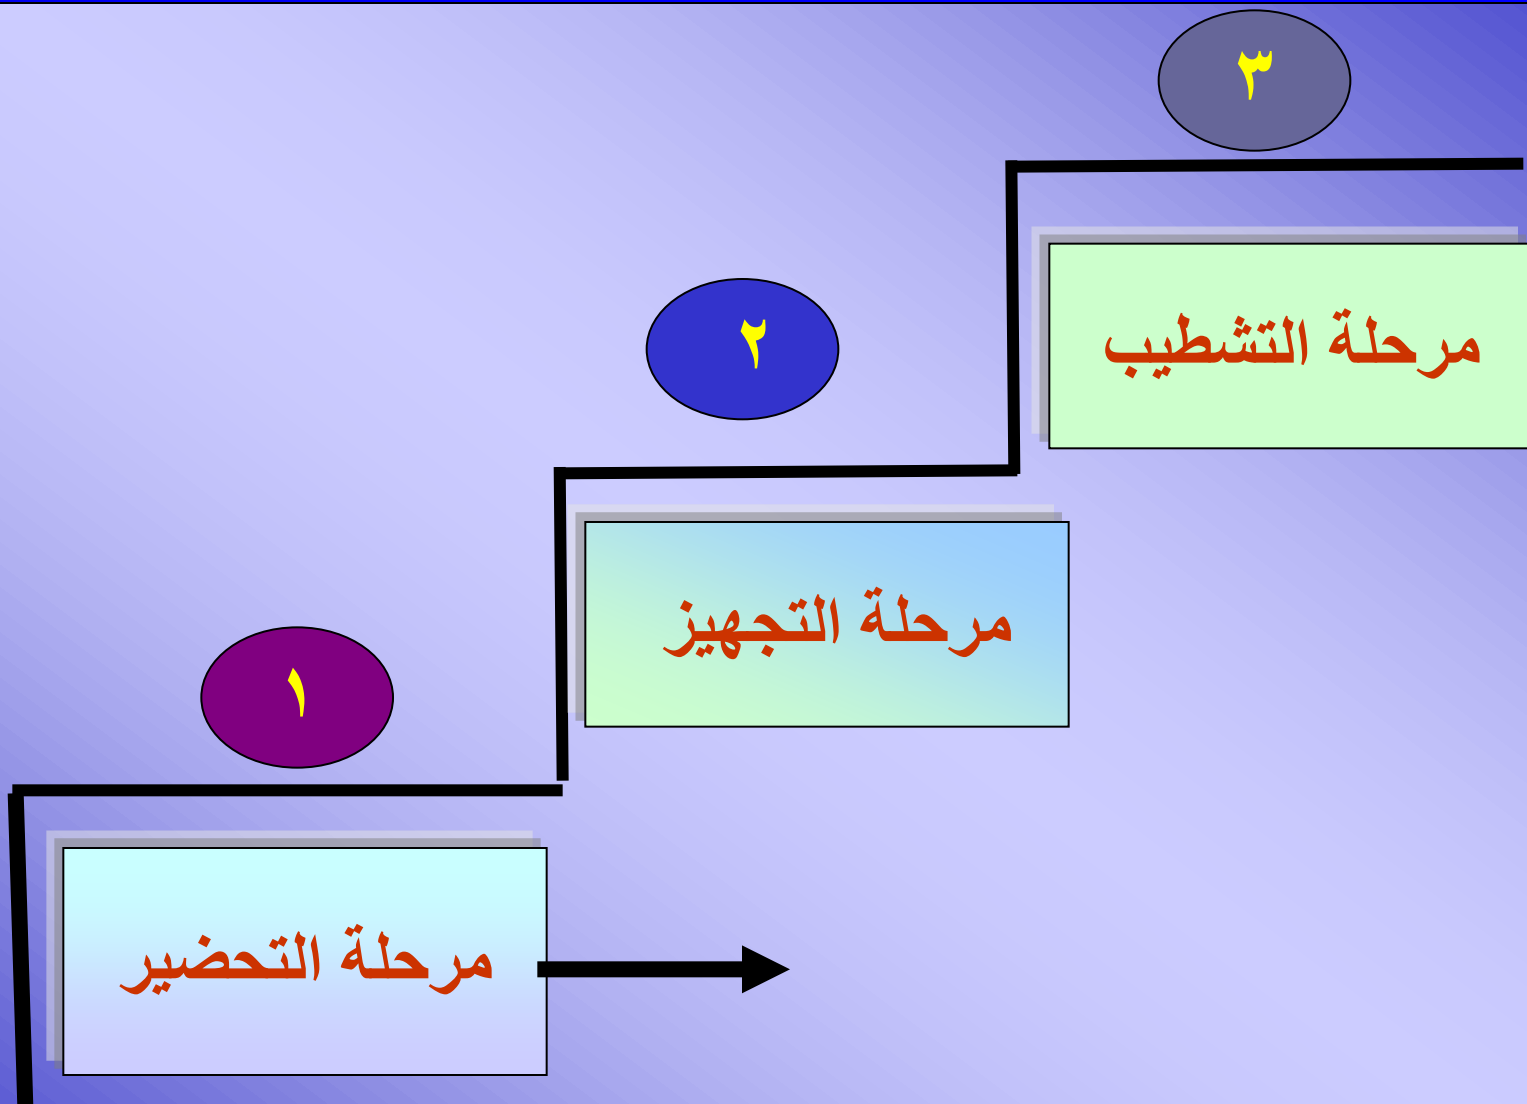 ٣
مرحلة التشطيب
٢
مرحلة التجهيز
١
مرحلة التحضير